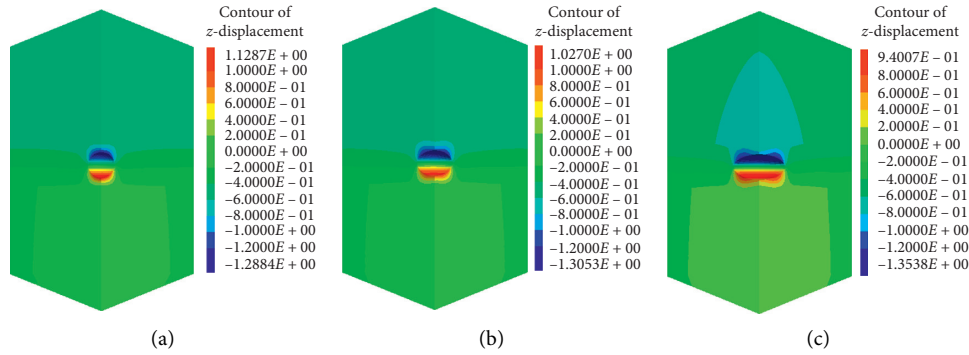 Contour of
z-displacement
1.1287E + 00
1.0000E + 00
8.0000E – 01
6.0000E – 01
4.0000E – 01
2.0000E – 01
0.0000E + 00
–2.0000E – 01
–4.0000E – 01
–6.0000E – 01
–8.0000E – 01
–1.0000E + 00
–1.2000E + 00
–1.2884E + 00
(a)
Contour of
z-displacement
1.0270E + 00
1.0000E + 00
8.0000E – 01
6.0000E – 01
4.0000E – 01
2.0000E – 01
0.0000E + 00
–2.0000E – 01
–4.0000E – 01
–6.0000E – 01
–8.0000E – 01
–1.0000E + 00
–1.2000E + 00
–1.3053E + 00
(b)
Contour of
z-displacement
9.4007E – 01
8.0000E – 01
6.0000E – 01
4.0000E – 01
2.0000E – 01
0.0000E + 00
–2.0000E – 01
–4.0000E – 01
–6.0000E – 01
–8.0000E – 01
–1.0000E + 00
–1.2000E + 00
–1.3538E + 00
(c)